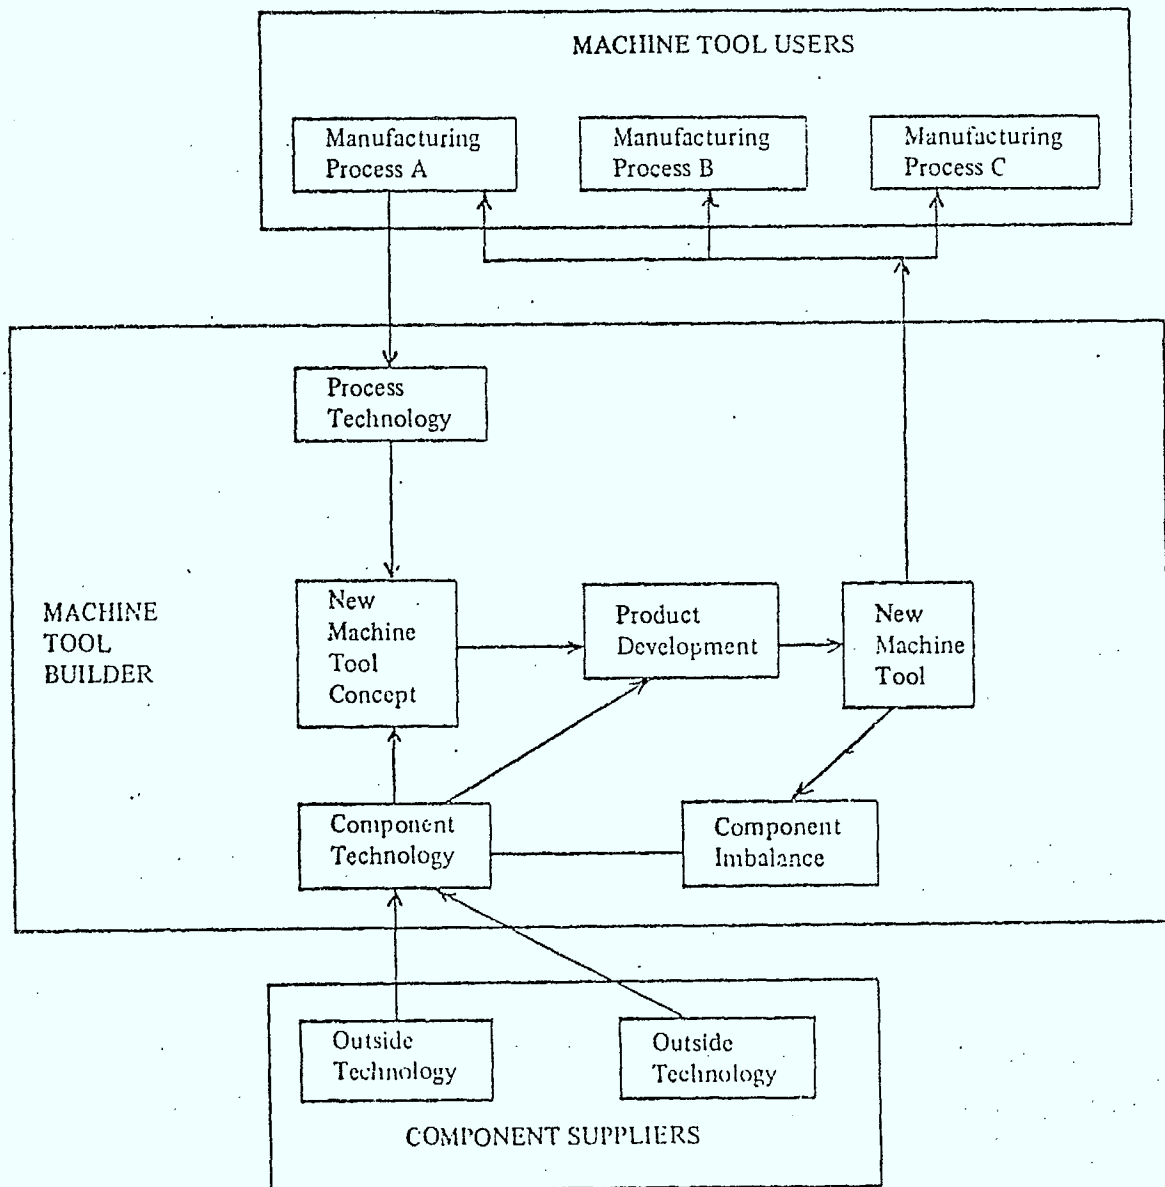 MACHINE TOOL USERS
Manufacturing
Process A
Manufacturing
Process B
Manufacturing
Process C
Process
Technology
MACHINE
TOOL
BUILDER
New
Machine
Tool
Concept
Product
Development
New
Machine
Tool
Component
Technology
Component
Imbalance
Outside
Technology
Outside
Technology
COMPONENT SUPPLIERS